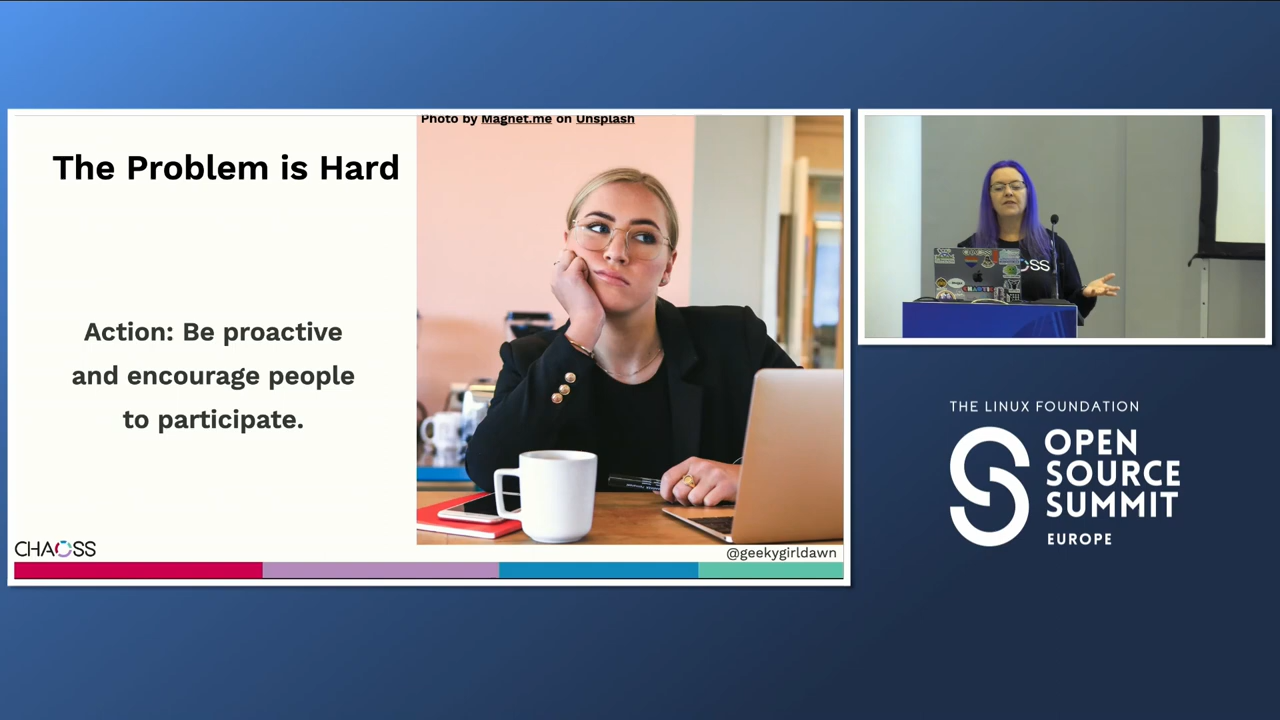 Photo by Magnet.me on Unsplash
The Problem is Hard
Action: Be proactive
and encourage people
to participate.
CHAOSS
@geekygirldawn
THE LINUX FOUNDATION
OPEN
SOURCE
SUMMIT
EUROPE